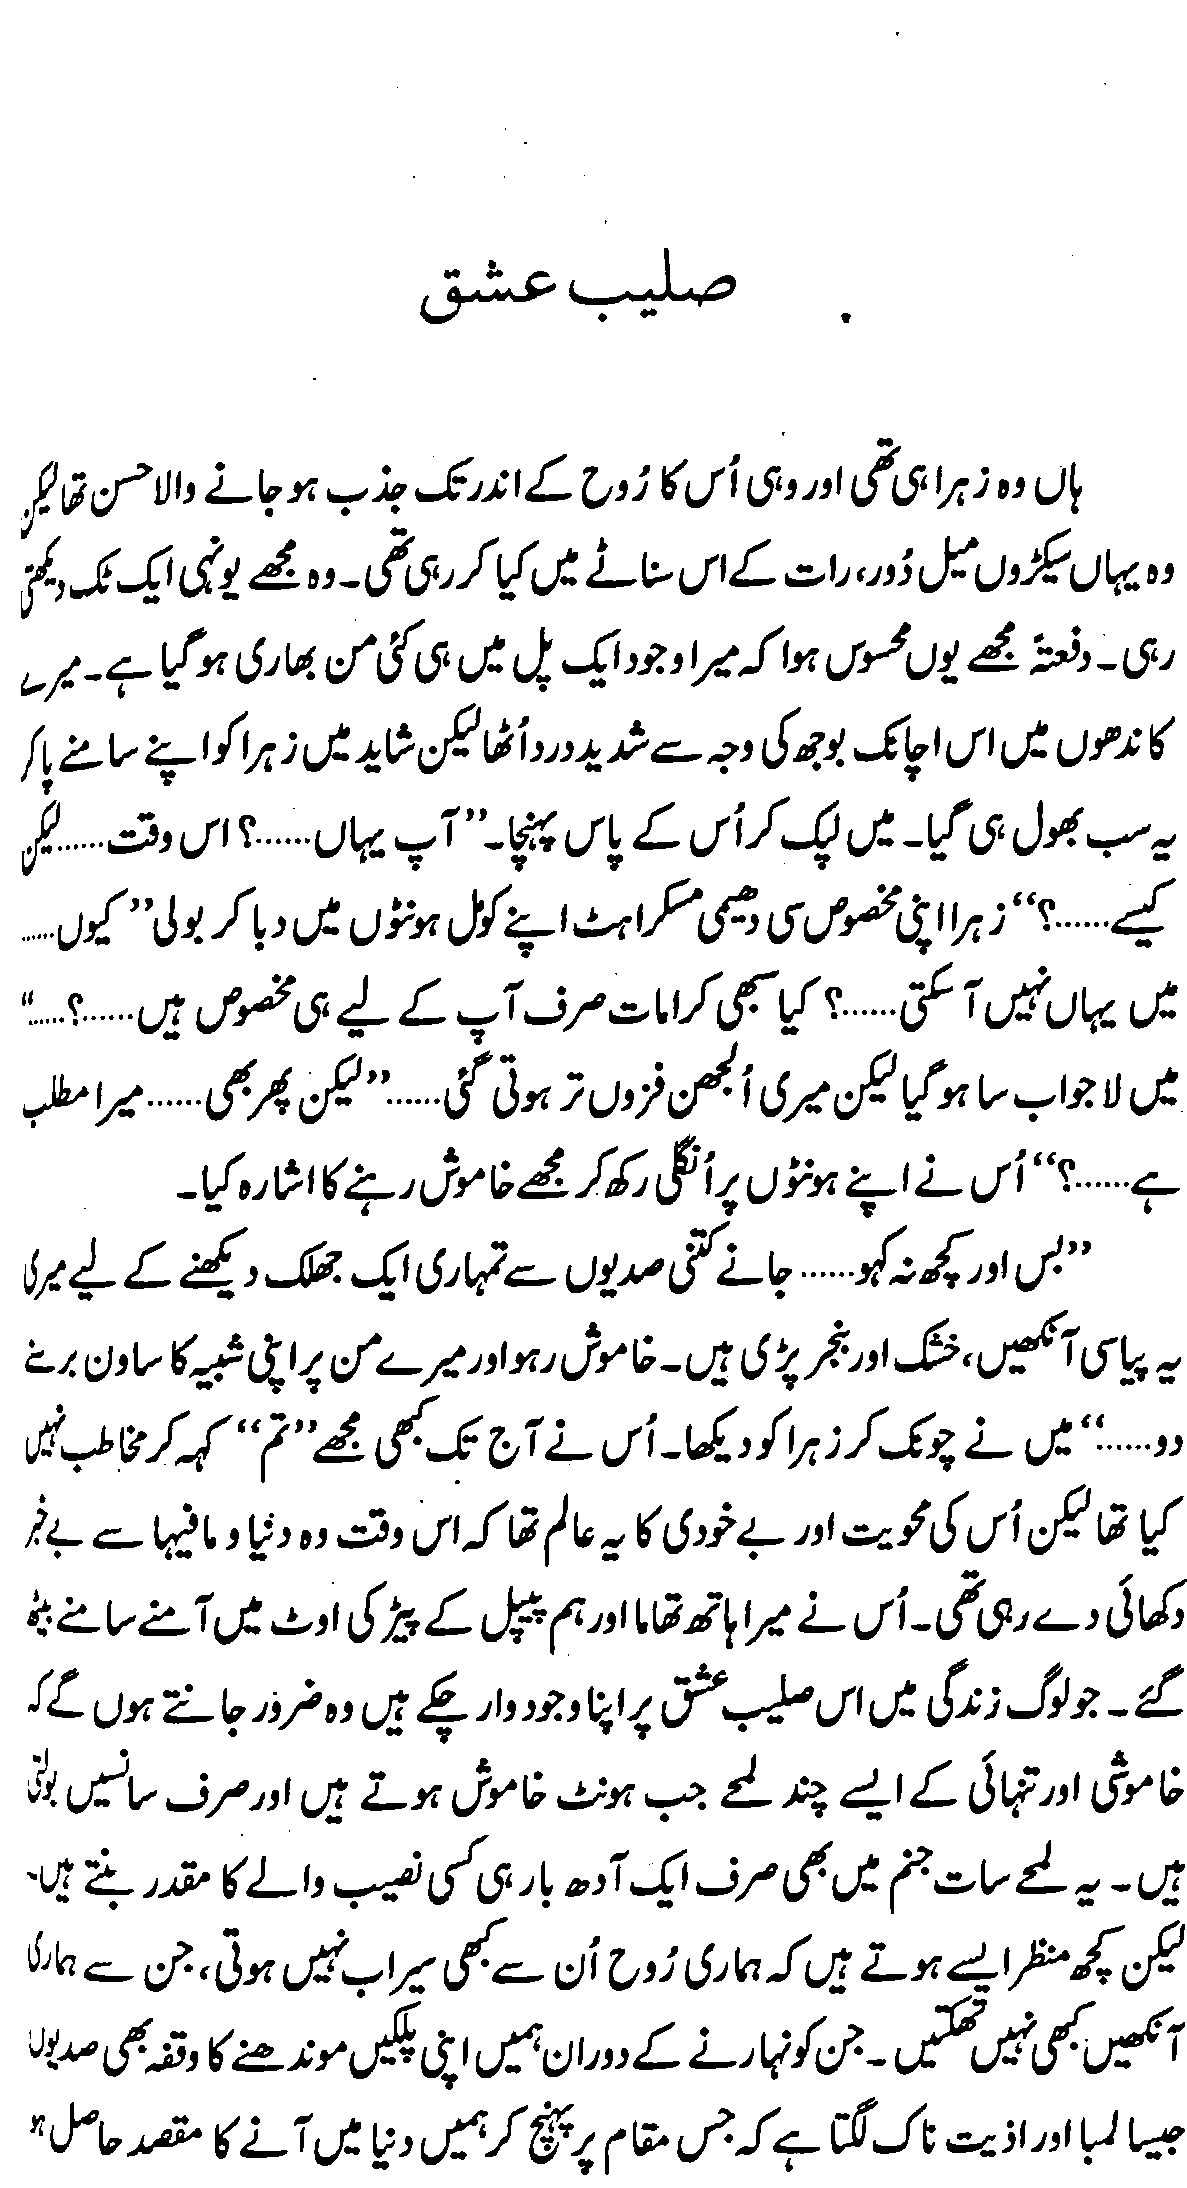 صلیب عشق
ہاں وہ زہرا ہی تھی اور وہی اُس کا رُوح کے اندر تک جذب ہو جانے والا حسن تھا لیکن
وہ یہاں سیکڑوں میل دُور، رات کے اس سناٹے میں کیا کر رہی تھی۔ وہ مجھے یونہی ایک ٹک دیکھتی
رہی۔ دفعتہً مجھے یوں محسوس ہوا کہ میرا وجود ایک پل میں ہی کئی من بھاری ہو گیا ہے۔ میرے
کاندھوں میں اس اچانک بوجھ کی وجہ سے شدید درد اُٹھا لیکن شاید میں زہرا کو اپنے سامنے پا کر
یہ سب بھول ہی گیا۔ میں لپک کر اُس کے پاس پہنچا۔ ”آپ یہاں......؟ اس وقت......لیکن
کیسے......؟“ زہرا اپنی مخصوص سی دھیمی مسکراہٹ اپنے کومل ہونٹوں میں دبا کر بولی ”کیوں.....
میں یہاں نہیں آ سکتی......؟ کیا سبھی کرامات صرف آپ کے لیے ہی مخصوص ہیں......؟.....“
میں لاجواب سا ہو گیا لیکن میری اُلجھن فزوں تر ہوتی گئی......”لیکن پھر بھی......میرا مطلب
ہے......؟“ اُس نے اپنے ہونٹوں پر اُنگلی رکھ کر مجھے خاموش رہنے کا اشارہ کیا۔
”بس اور کچھ نہ کہو...... جانے کتنی صدیوں سے تمہاری ایک جھلک دیکھنے کے لیے میری
یہ پیاسی آنکھیں، خشک اور بنجر پڑی ہیں۔ خاموش رہو اور میرے من پر اپنی شبیہ کا ساون برسنے
دو......“ میں نے چونک کر زہرا کو دیکھا۔ اُس نے آج تک کبھی مجھے ”تم“ کہہ کر مخاطب نہیں
کیا تھا لیکن اُس کی محویت اور بے خودی کا یہ عالم تھا کہ اس وقت وہ دنیا و مافیہا سے بے خبر
دکھائی دے رہی تھی۔ اُس نے میرا ہاتھ تھاما اور ہم پیپل کے پیڑ کی اوٹ میں آمنے سامنے بیٹھ
گئے۔ جو لوگ زندگی میں اس صلیب عشق پر اپنا وجود وار چکے ہیں وہ ضرور جانتے ہوں گے کہ
خاموشی اور تنہائی کے ایسے چند لمحے جب ہونٹ خاموش ہوتے ہیں اور صرف سانسیں بولتی
ہیں۔ یہ لمحے سات جنم میں بھی صرف ایک آدھ بار ہی کسی نصیب والے کا مقدر بنتے ہیں۔
لیکن کچھ منظر ایسے ہوتے ہیں کہ ہماری رُوح اُن سے کبھی سیراب نہیں ہوتی، جن سے ہماری
آنکھیں کبھی نہیں تھکتیں۔ جن کو نہارنے کے دوران ہمیں اپنی پلکیں موندھنے کا وقفہ بھی صدیوں
جیسا لمبا اور اذیت ناک لگتا ہے کہ جس مقام پر پہنچ کر ہمیں دنیا میں آنے کا مقصد حاصل ہو